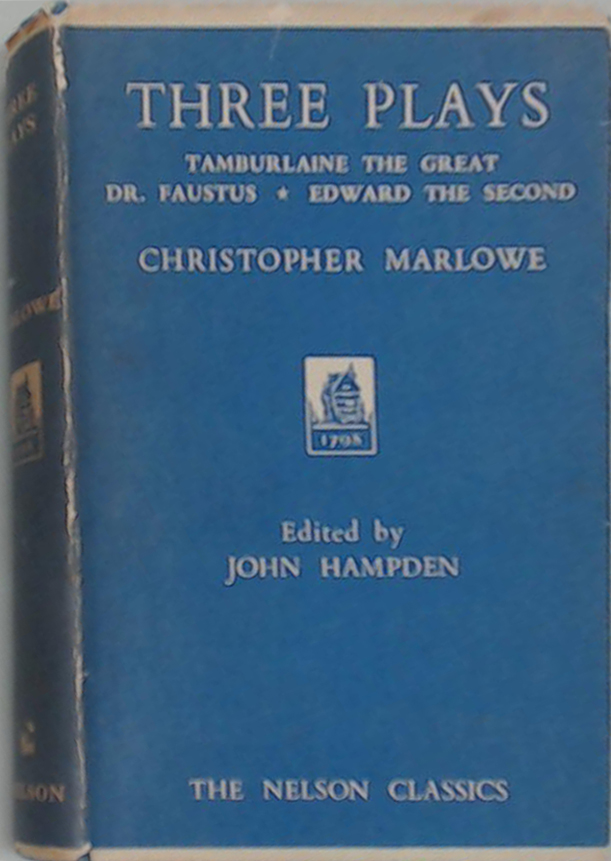 THREE PLAYS
TAMBURLAINE THE GREAT
DR. FAUSTUS * EDWARD THE SECOND
CHRISTOPHER MARLOWE
1798
Edited by
JOHN HAMPDEN
THE NELSON CLASSICS